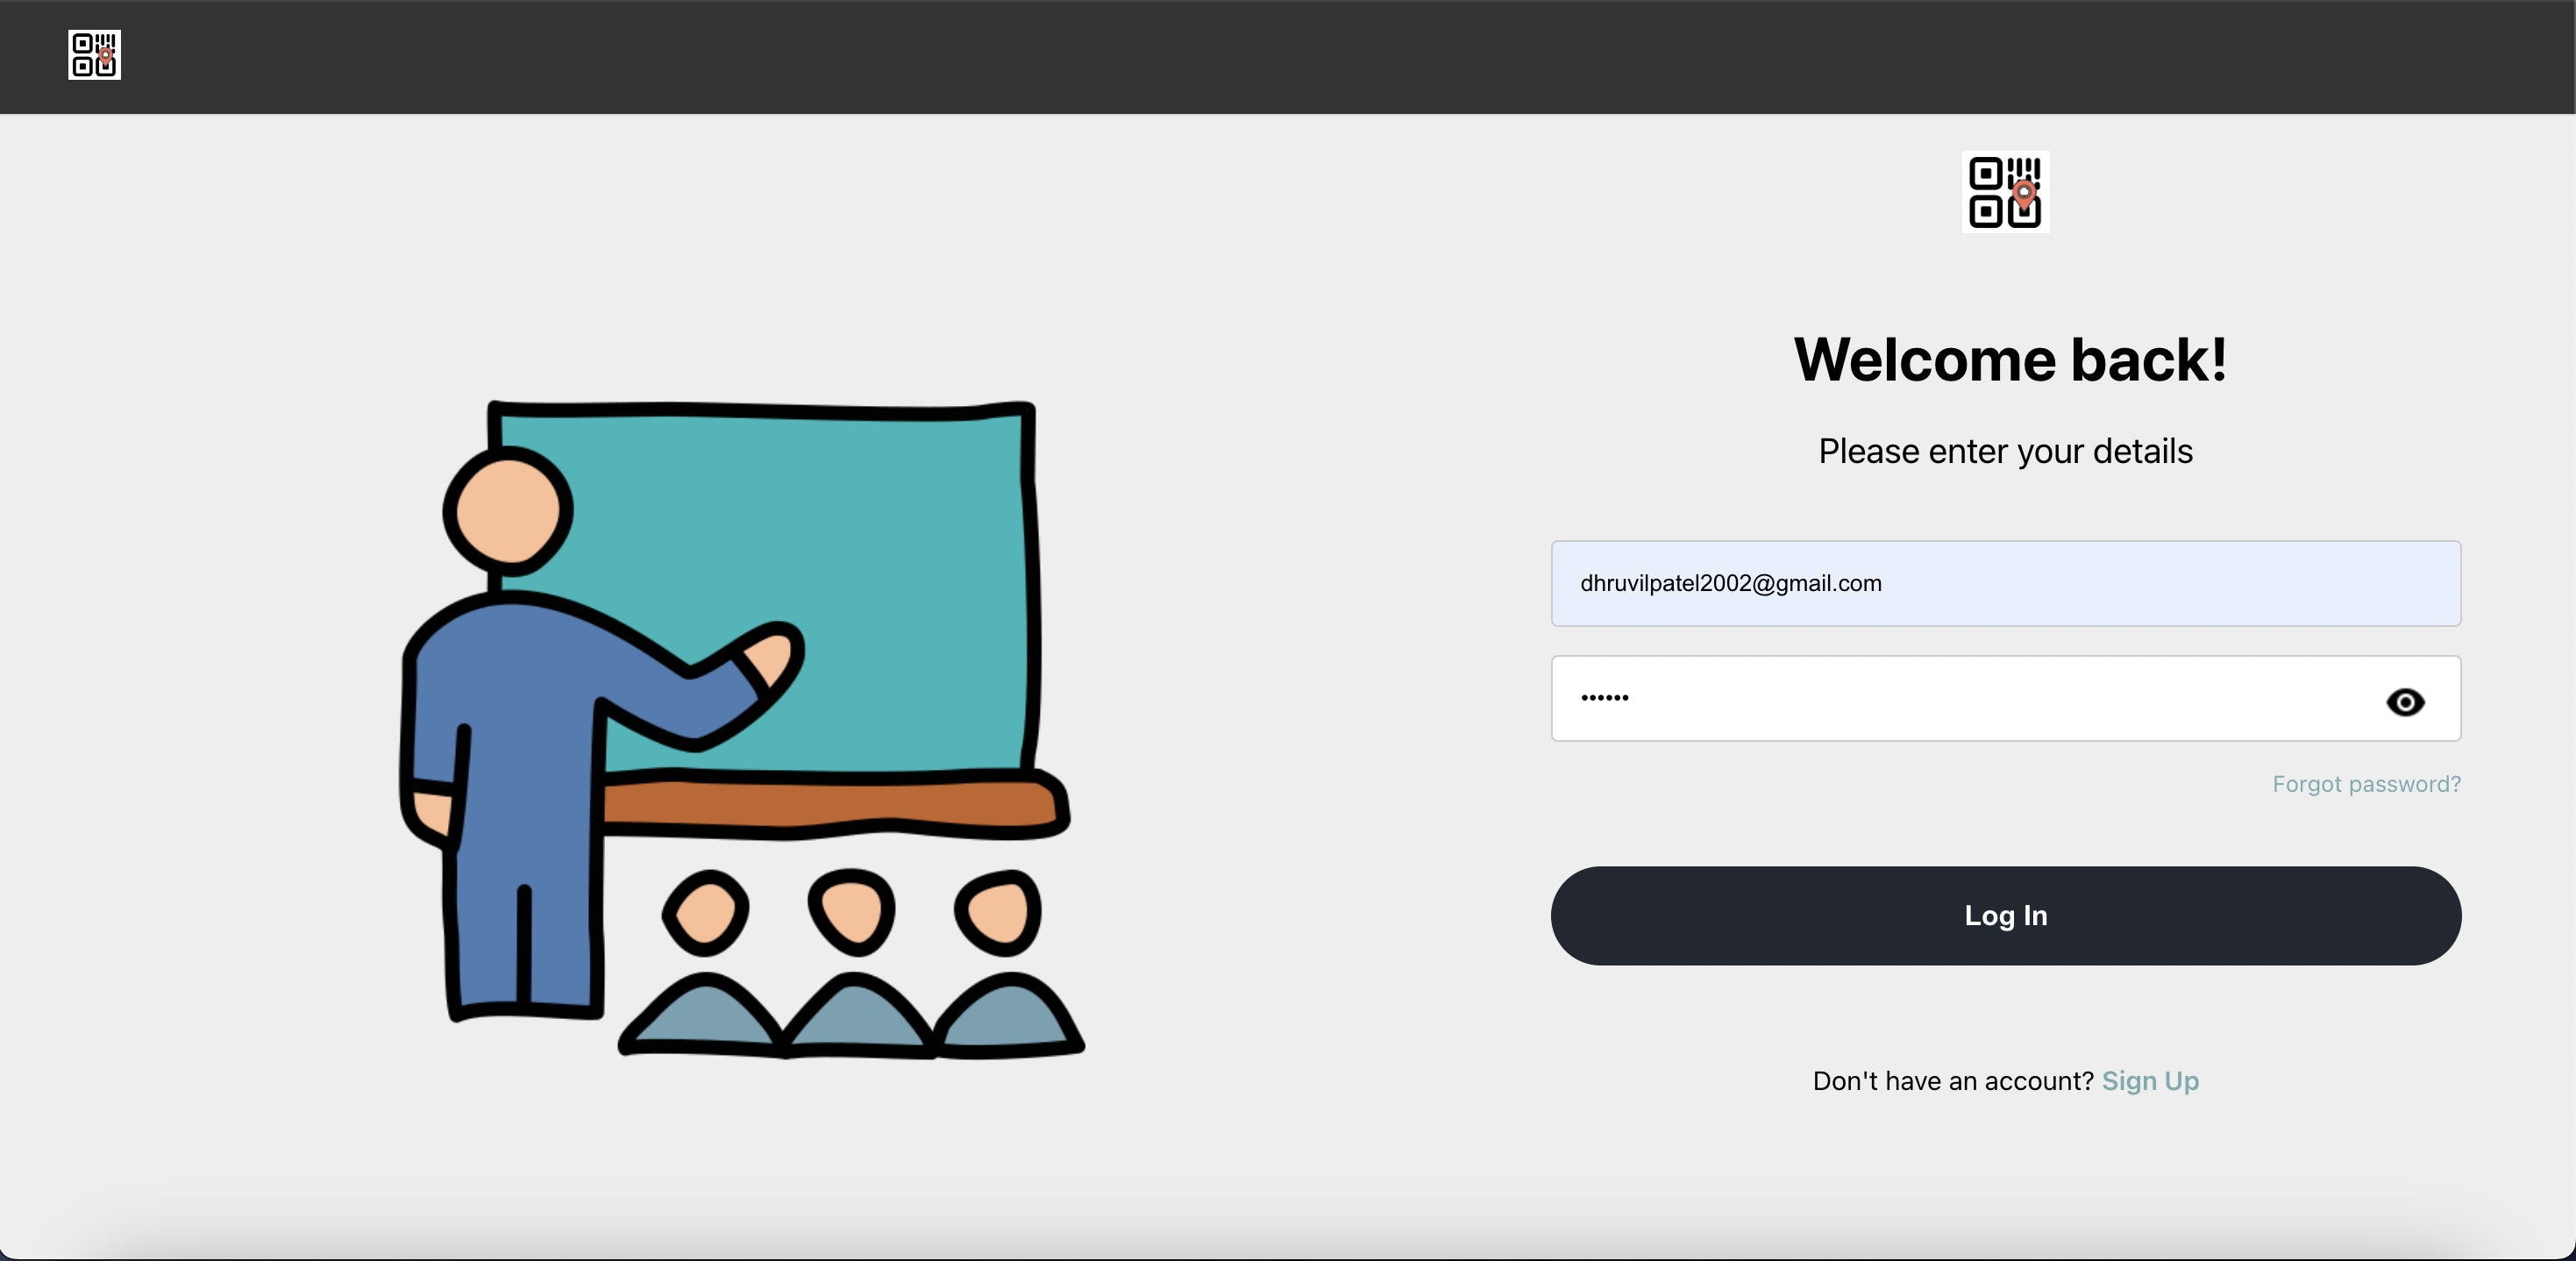 Welcome back!
Please enter your details
dhruvilpatel2002@gmail.com
••••••
Forgot password?
Log In
Don't have an account? Sign Up